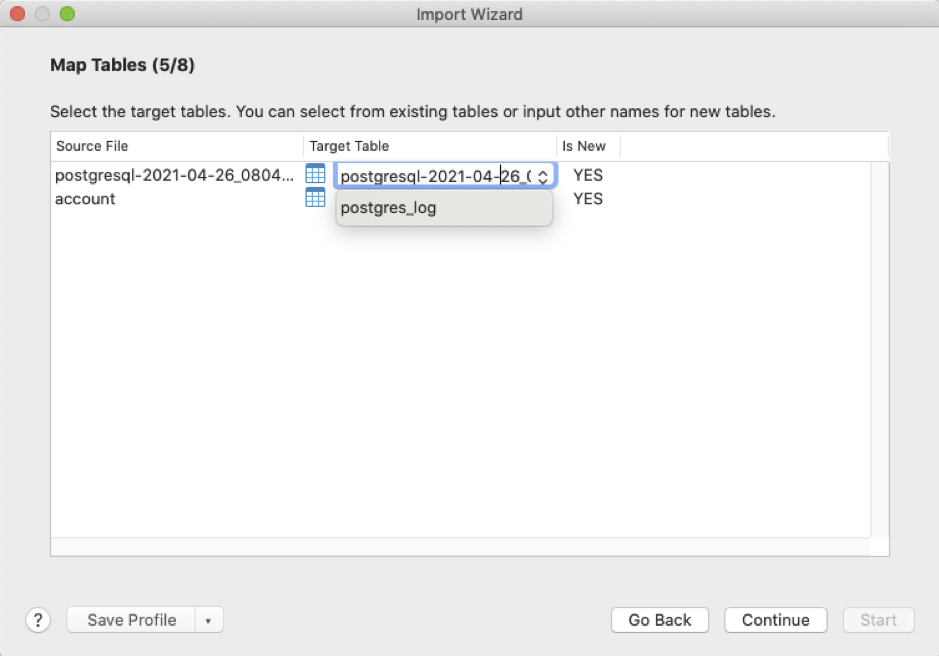 Import Wizard
Map Tables (5/8)
Select the target tables. You can select from existing tables or input other names for new tables.
Source File Target Table Is New
postgresql-2021-04-26_0804... postgresql-2021-04-26_( YES
account YES
postgres_log
? Save Profile Go Back Continue Start